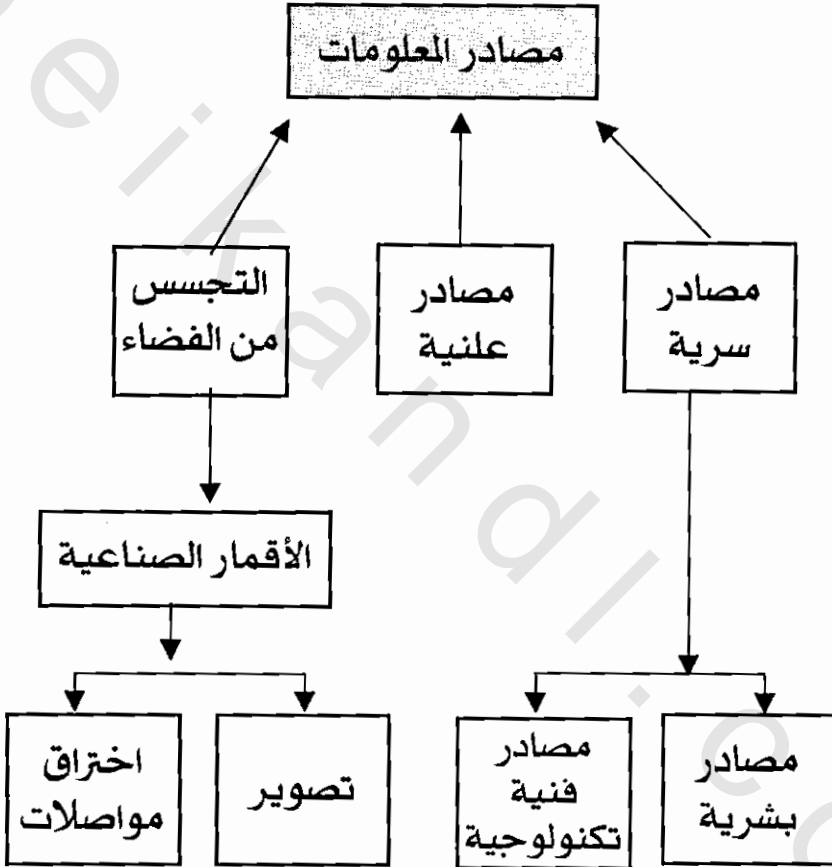 مصادر المعلومات
مصادر
سرية
مصادر
علنية
التجسس
من الفضاء
الأقمار الصناعية
مصادر
بشرية
مصادر
فنية
تكنولوجية
تصوير
اختراق
مواصلات